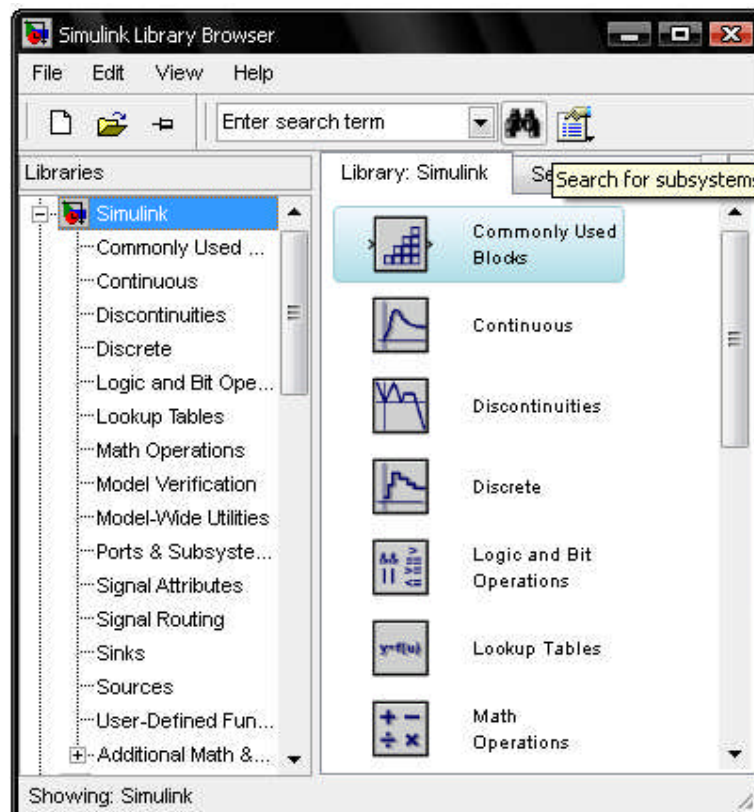 Simulink Library Browser
File Edit View Help
Enter search term
Libraries
Library: Simulink
Search for subsystems
Simulink
Commonly Used ...
Continuous
Discontinuities
Discrete
Logic and Bit Ope...
Lookup Tables
Math Operations
Model Verification
Model-Wide Utilities
Ports & Subsyste...
Signal Attributes
Signal Routing
Sinks
Sources
User-Defined Fun...
Additional Math &...
Commonly Used
Blocks
Continuous
Discontinuities
Discrete
Logic and Bit
Operations
y=f(u)
Lookup Tables
Math
Operations
Showing: Simulink